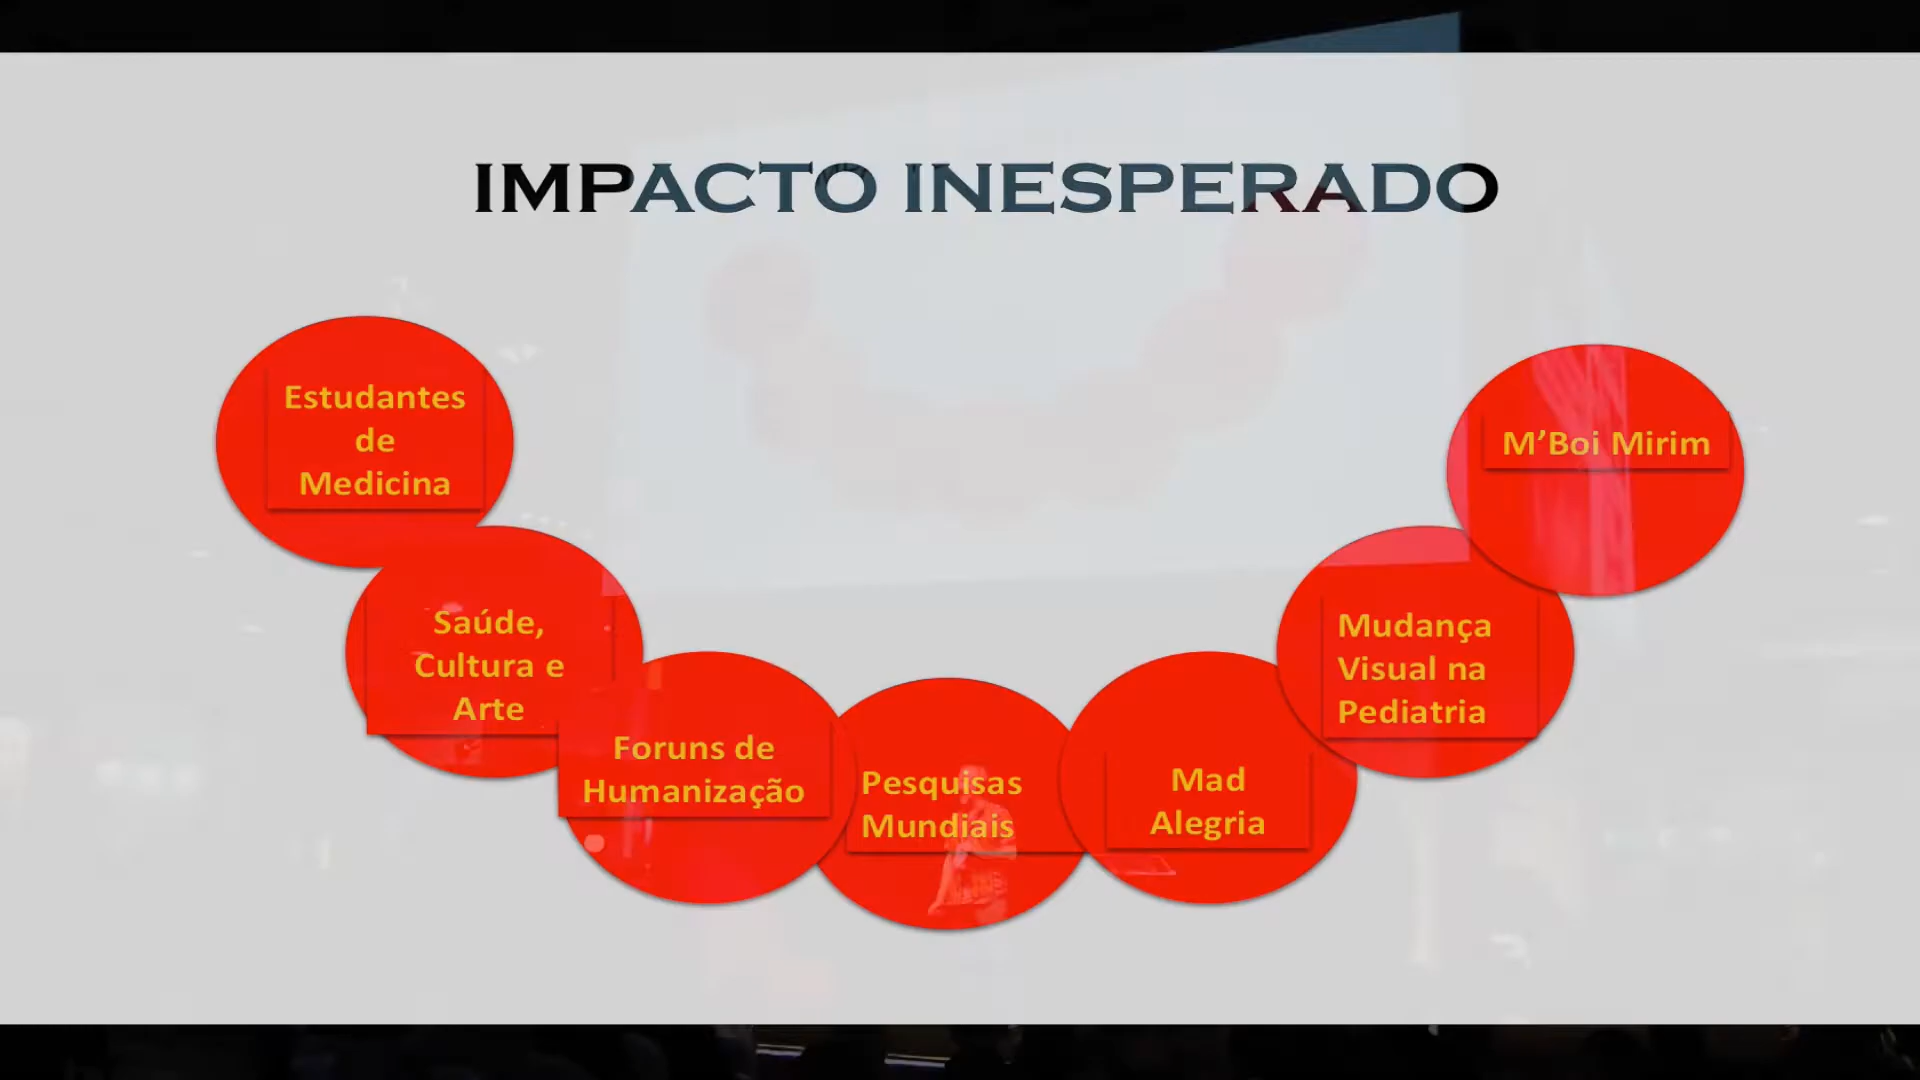 IMPACTO INESPERADO
Estudantes
de
Medicina
Saúde,
Cultura e
Arte
Foruns de
Humanização
Pesquisas
Mundiais
Mad
Alegria
Mudança
Visual na
Pediatria
M’Boi Mirim